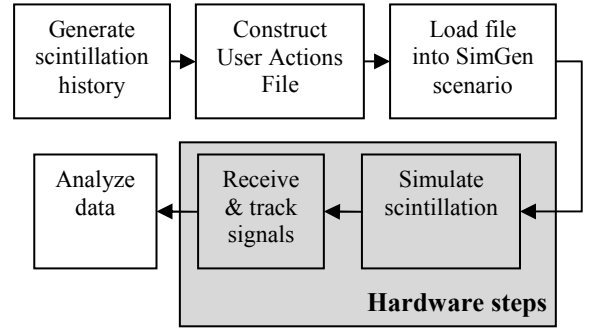 Generate
scintillation
history
Construct
User Actions
File
Load file
into SimGen
scenario
Simulate
scintillation
Receive
& track
signals
Analyze
data
Hardware steps